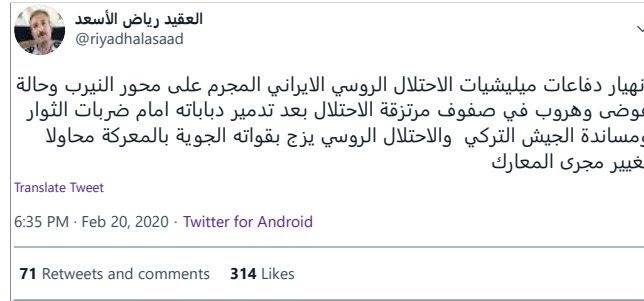 العقيد رياض الأسعد
@riyadhalasaad
نهيار دفاعات ميليشيات الاحتلال الروسي الايراني المجرم على محور النيرب وحالة
فوضى وهروب في صفوف مرتزقة الاحتلال بعد تدمير دباباته امام ضربات الثوار
ومساندة الجيش التركي والاحتلال الروسي يزج بقواته الجوية بالمعركة محاولا
تغيير مجرى المعارك
Translate Tweet
6:35 PM · Feb 20, 2020 · Twitter for Android
71 Retweets and comments 314 Likes